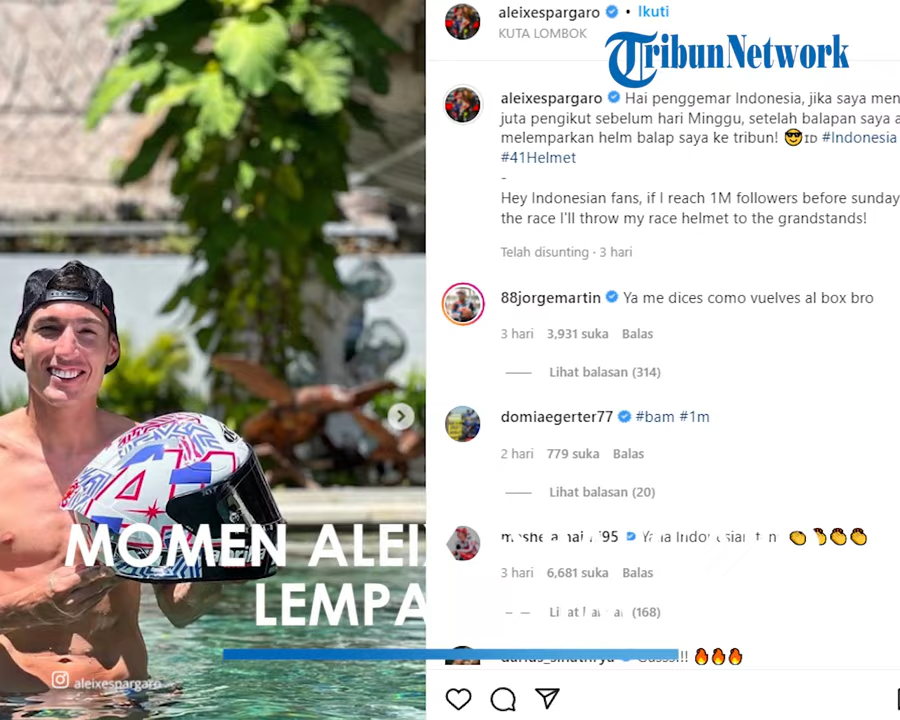 aleixespargaro • Ikuti
KUTA LOMBOK
TribunNetwork
aleixespargaro Hai penggemar Indonesia, jika saya men
juta pengikut sebelum hari Minggu, setelah balapan saya a
melemparkan helm balap saya ke tribun! 😎ID #Indonesia
#41Helmet
-
Hey Indonesian fans, if I reach 1M followers before sunday
the race I'll throw my race helmet to the grandstands!
Telah disunting · 3 hari
88jorgemartin Ya me dices como vuelves al box bro
3 hari 3,931 suka Balas
Lihat balasan (314)
domiaegerter77 #bam #1m
2 hari 779 suka Balas
Lihat balasan (20)
3 hari 6,681 suka Balas
(168)
🔥🔥🔥
MOMEN ALEI
LEMPA
aleixespargaro